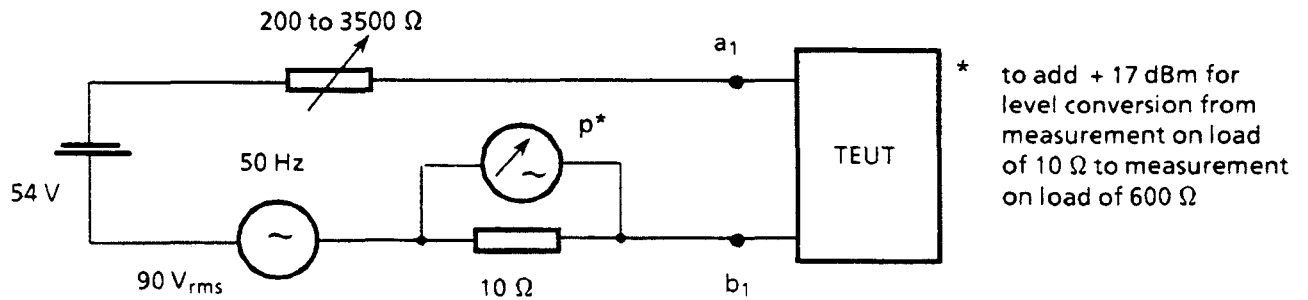 200 to 3500 Ω
a₁
*
to add + 17 dBm for
level conversion from
measurement on load
of 10 Ω to measurement
on load of 600 Ω
p*
TEUT
50 Hz
~
54 V
~
90 Vrms
10 Ω
b₁